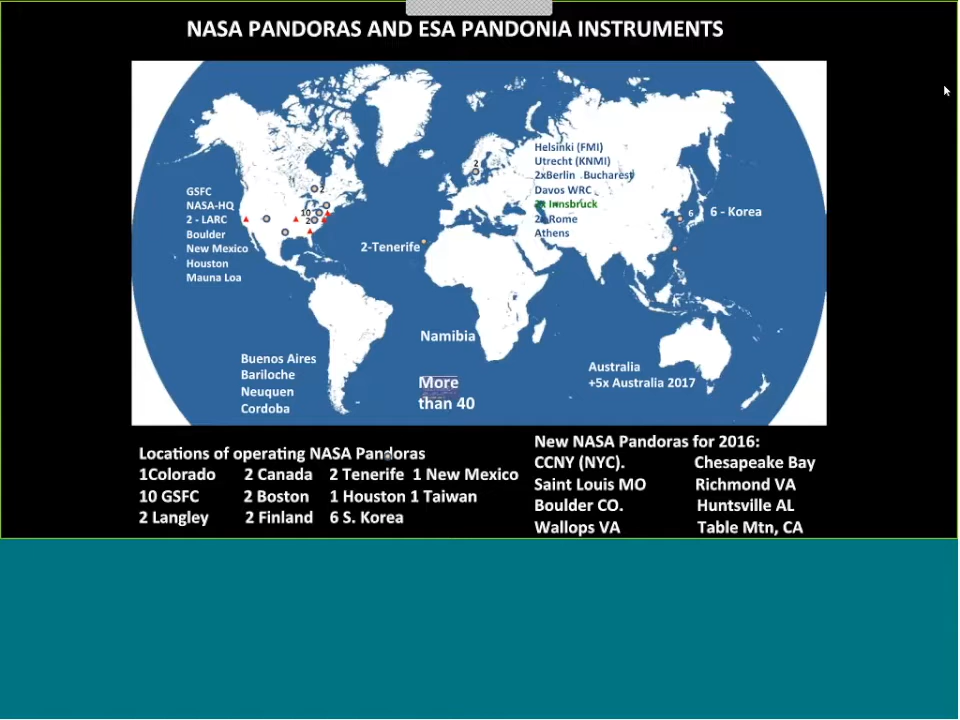 NASA PANDORAS AND ESA PANDONIA INSTRUMENTS
GSFC
NASA-HQ
2 - LARC
Boulder
New Mexico
Houston
Mauna Loa
2
10
2
2
Helsinki (FMI)
Utrecht (KNMI)
2xBerlin Bucharest
Davos WRC
2x Innsbruck
2x Rome
Athens
6
6 - Korea
2-Tenerife
Namibia
Buenos Aires
Bariloche
Neuquen
Cordoba
More
than 40
Australia
+5x Australia 2017
Locations of operating NASA Pandoras
1Colorado 2 Canada 2 Tenerife 1 New Mexico
10 GSFC 2 Boston 1 Houston 1 Taiwan
2 Langley 2 Finland 6 S. Korea
New NASA Pandoras for 2016:
CCNY (NYC). Chesapeake Bay
Saint Louis MO Richmond VA
Boulder CO. Huntsville AL
Wallops VA Table Mtn, CA